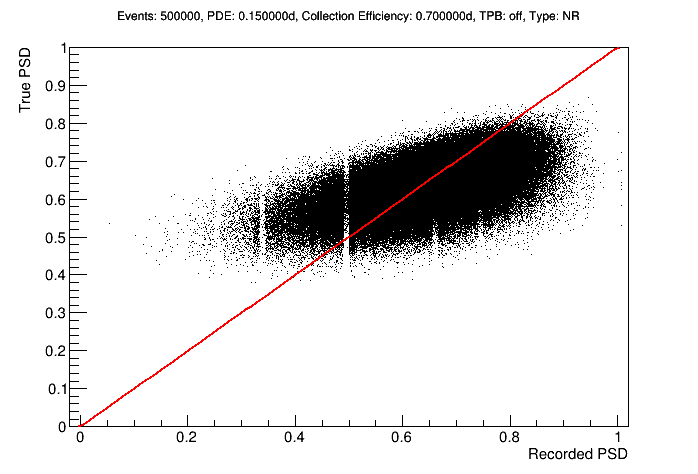 Events: 500000, PDE: 0.150000d, Collection Efficiency: 0.700000d, TPB: off, Type: NR
True PSD
1
0.9
0.8
0.7
0.6
0.5
0.4
0.3
0.2
0.1
0
0 0.2 0.4 0.6 0.8 1
Recorded PSD